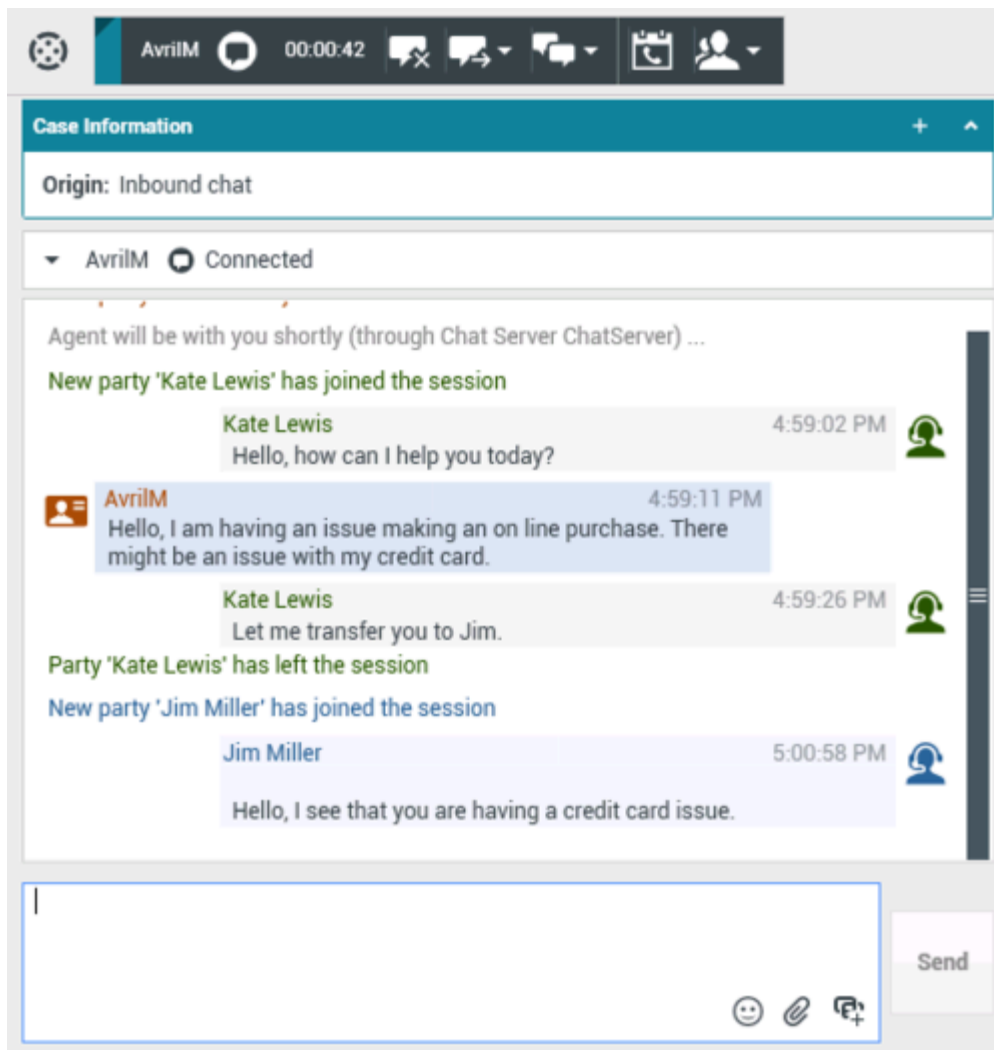 AvrilM 00:00:42
Case Information
Origin: Inbound chat
AvrilM Connected
Agent will be with you shortly (through Chat Server ChatServer) ...
New party 'Kate Lewis' has joined the session
Kate Lewis 4:59:02 PM
Hello, how can I help you today?
AvrilM 4:59:11 PM
Hello, I am having an issue making an on line purchase. There
might be an issue with my credit card.
Kate Lewis 4:59:26 PM
Let me transfer you to Jim.
Party 'Kate Lewis' has left the session
New party 'Jim Miller' has joined the session
Jim Miller 5:00:58 PM
Hello, I see that you are having a credit card issue.
Send